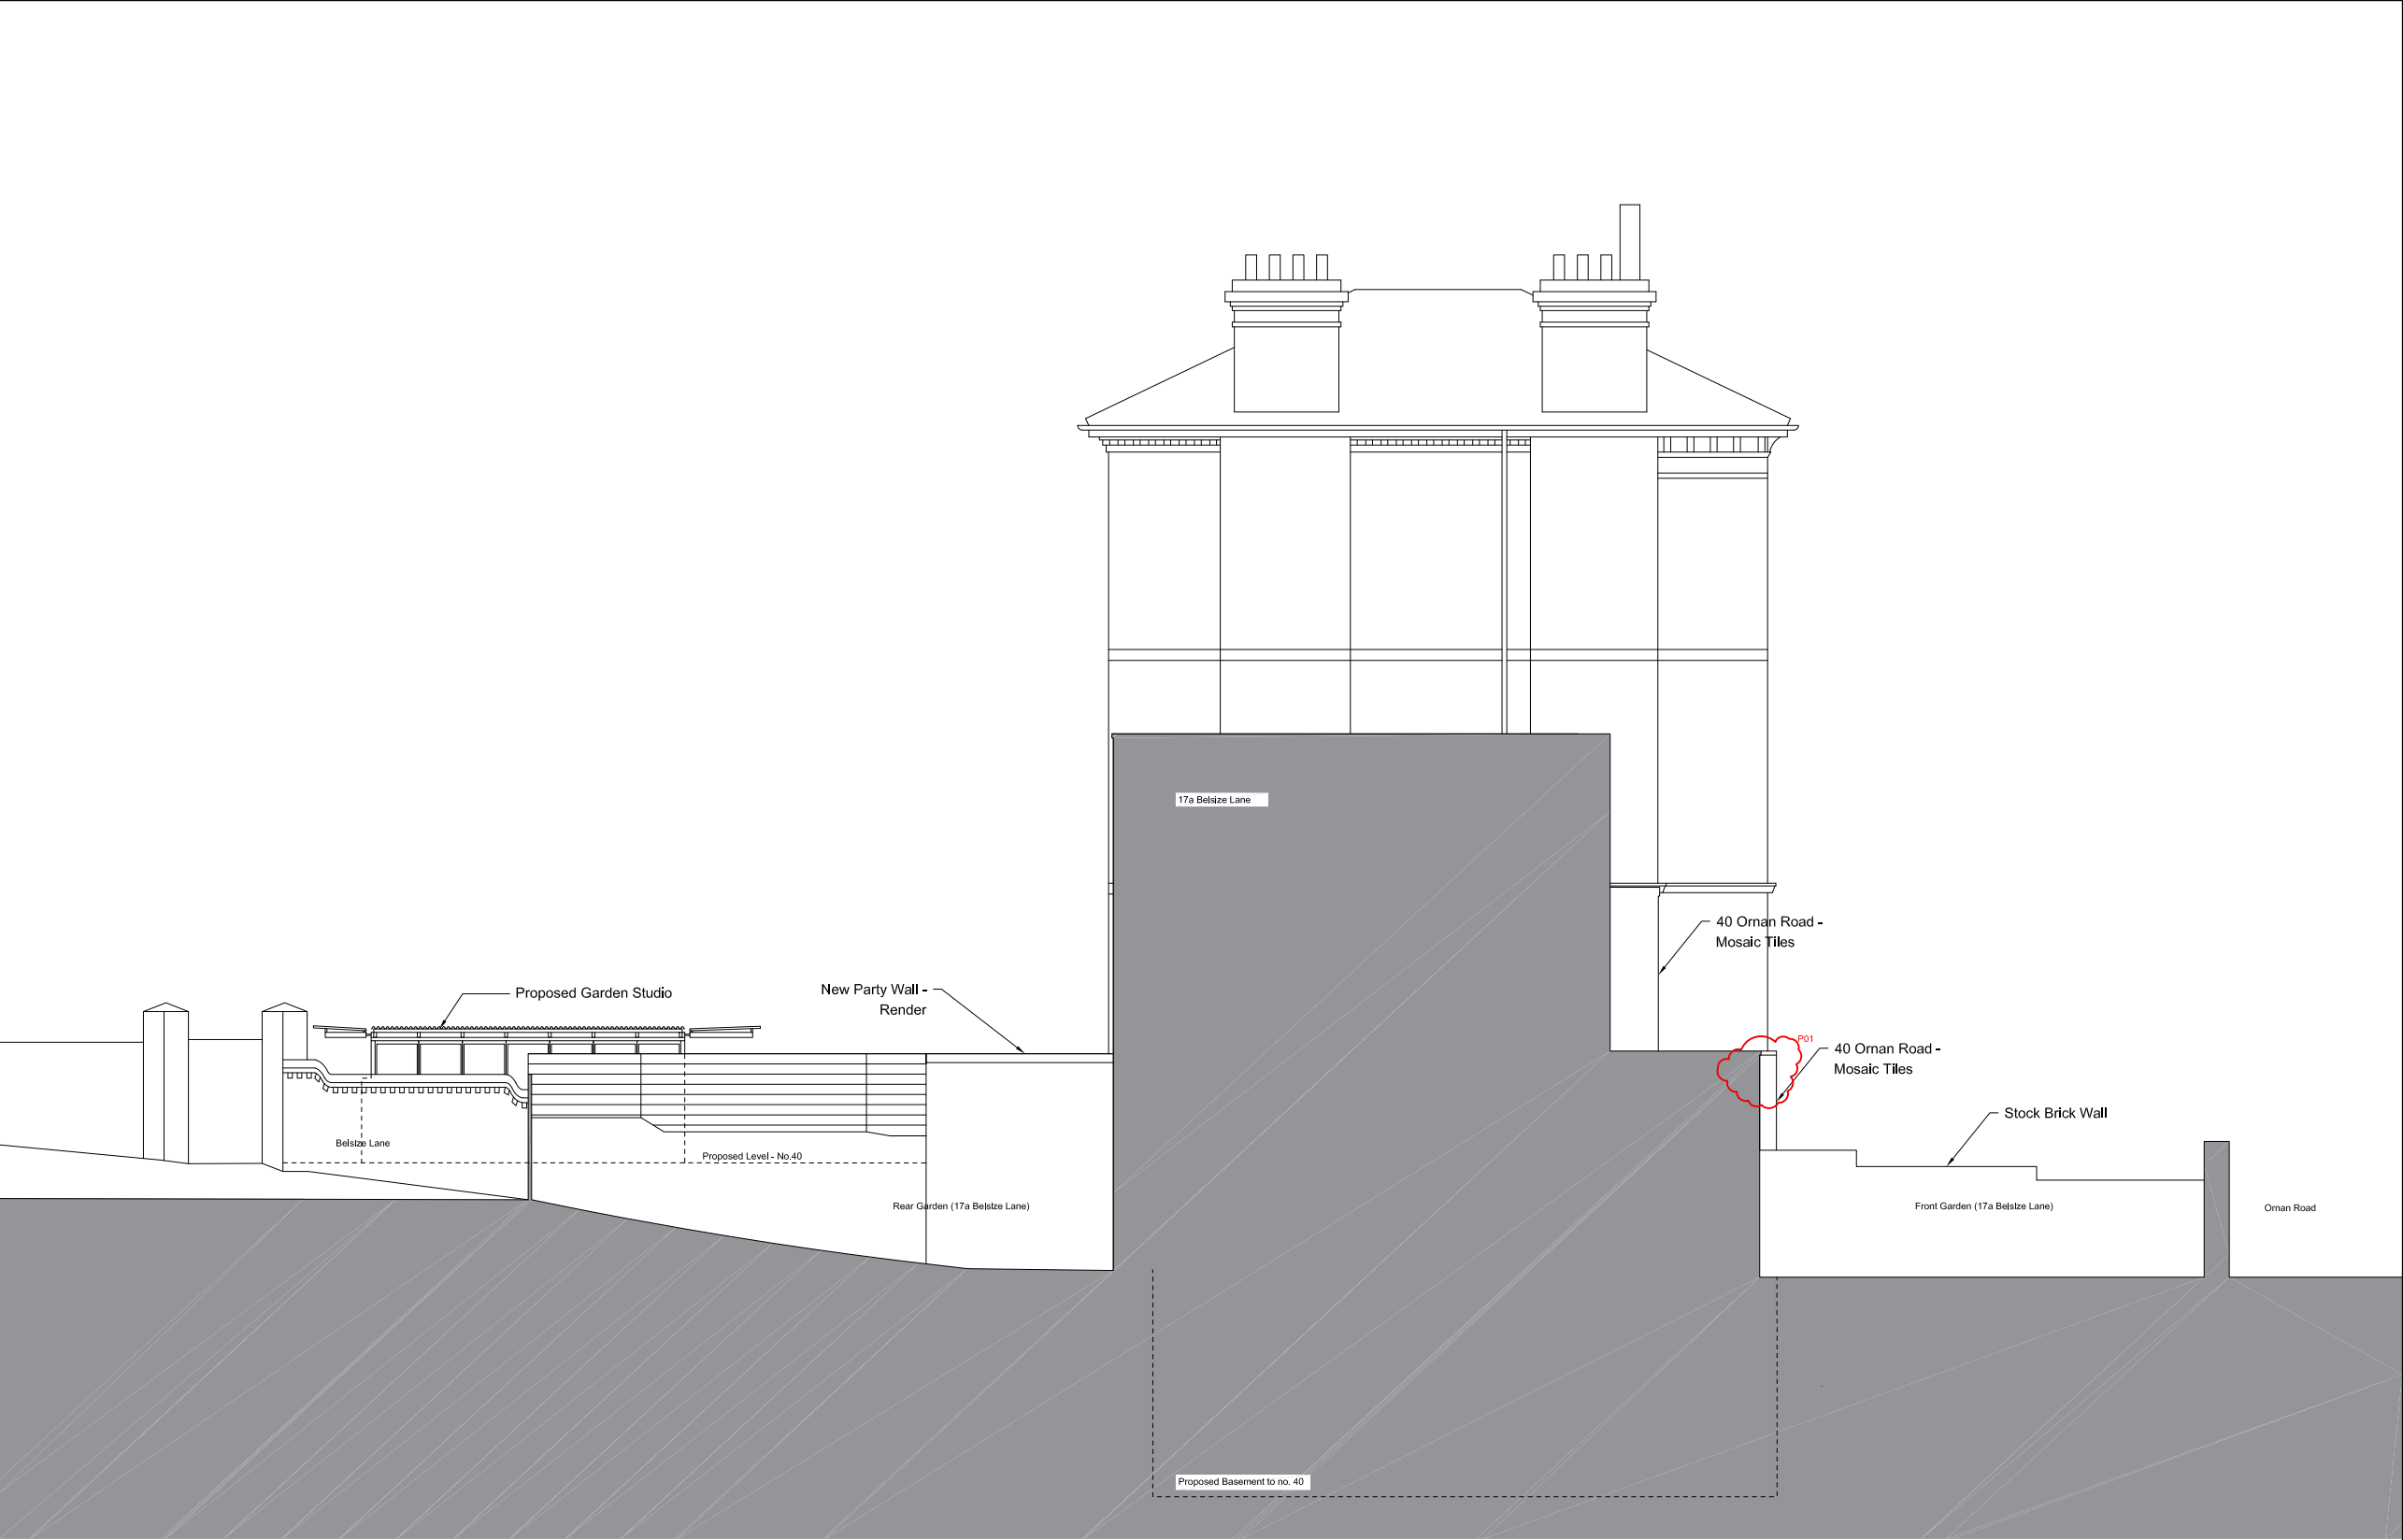 17a Belsize Lane
40 Ornan Road -
Mosaic Tiles
Proposed Garden Studio
New Party Wall -
Render
P01
40 Ornan Road -
Mosaic Tiles
Stock Brick Wall
Belsize Lane
Proposed Level - No.40
Rear Garden (17a Belsize Lane)
Front Garden (17a Belsize Lane)
Ornan Road
Proposed Basement to no. 40